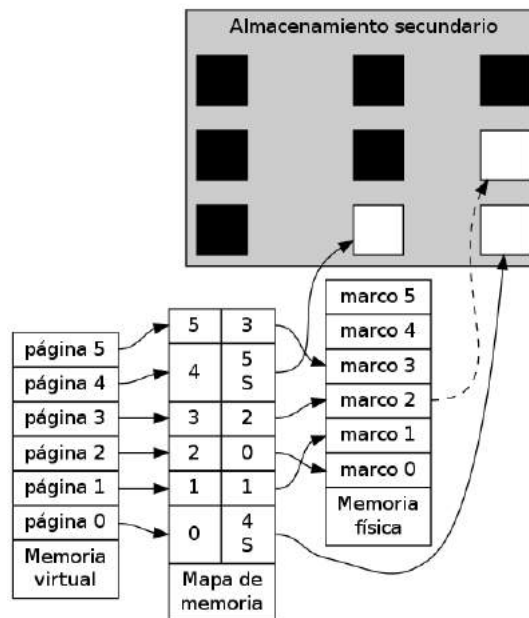 Almacenamiento secundario
página 5
página 4
página 3
página 2
página 1
página 0
Memoria
virtual
5 3
4 5
S
3 2
2 0
1 1
0 4
S
Mapa de
memoria
marco 5
marco 4
marco 3
marco 2
marco 1
marco 0
Memoria
física